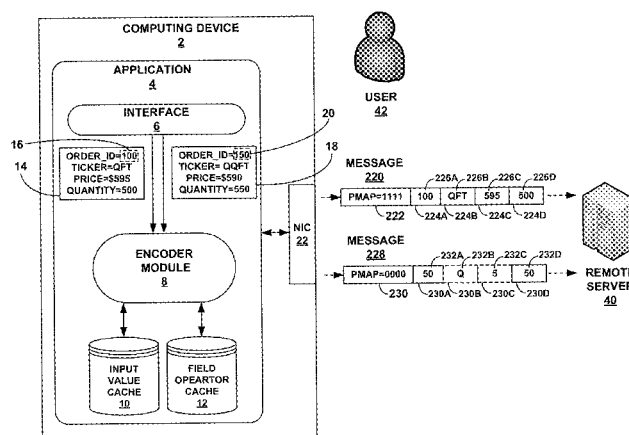 COMPUTING DEVICE
2
APPLICATION
4
INTERFACE
6
16
14
ORDER_ID=100
TICKER=QFT
PRICE=$595
QUANTITY=500
20
18
ORDER_ID=150
TICKER= QQFT
PRICE=$590
QUANTITY=550
ENCODER
MODULE
8
INPUT
VALUE
CACHE
10
FIELD
OPEARTOR
CACHE
12
NIC
22
USER
42
MESSAGE
220
226A 226B 226C 226D
PMAP=1111 100 QFT 595 500
222 224A 224B 224C 224D
MESSAGE
228
232A 232B 232C 232D
PMAP=0000 50 Q 5 50
230 230A 230B 230C 230D
REMOTE
SERVER
40